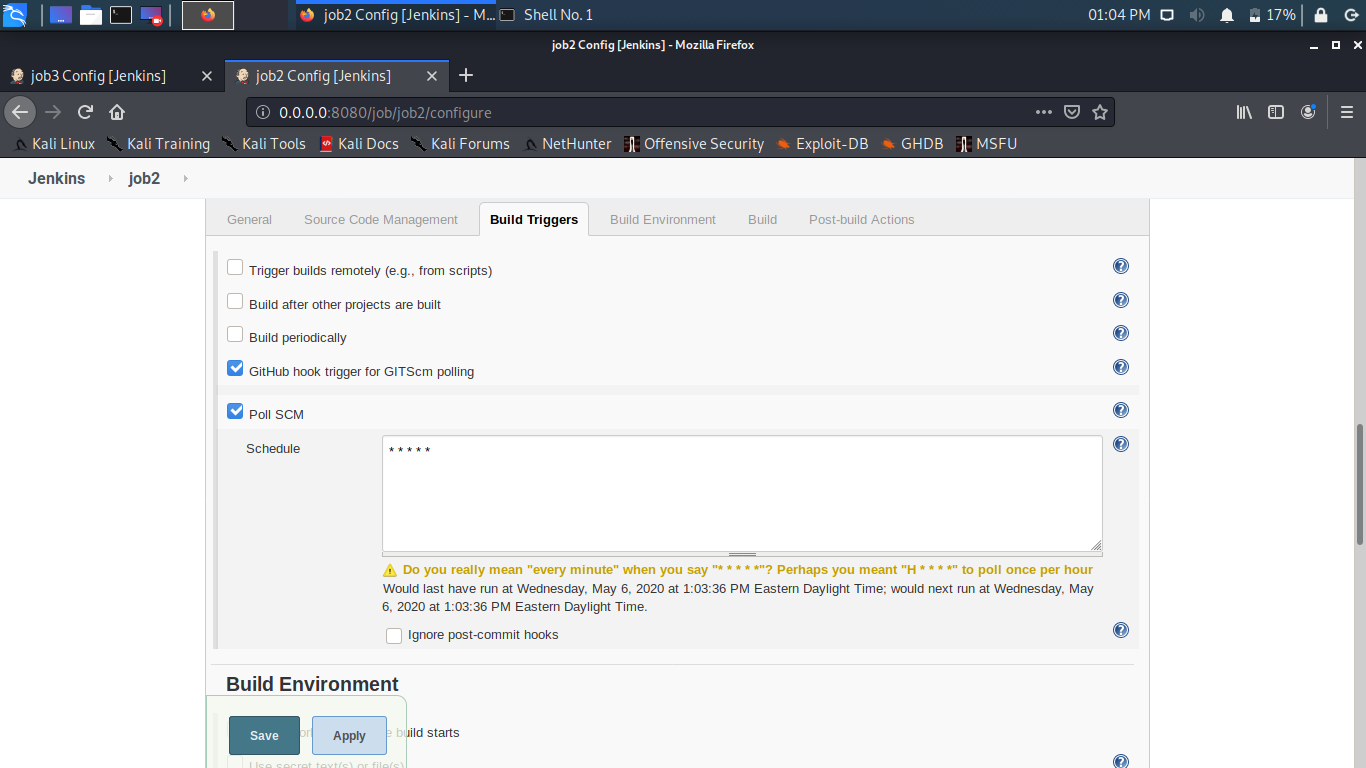 job2 Config [Jenkins] - M...
Shell No. 1
01:04 PM
17%
job2 Config [Jenkins] - Mozilla Firefox
job3 Config [Jenkins]
job2 Config [Jenkins]
0.0.0.0:8080/job/job2/configure
Kali Linux
Kali Training
Kali Tools
Kali Docs
Kali Forums
NetHunter
Offensive Security
Exploit-DB
GHDB
MSFU
Jenkins
job2
General
Source Code Management
Build Triggers
Build Environment
Build
Post-build Actions
Trigger builds remotely (e.g., from scripts)
Build after other projects are built
Build periodically
GitHub hook trigger for GITScm polling
Poll SCM
Schedule
* * * * *
Do you really mean "every minute" when you say "* * * * *"? Perhaps you meant "H * * * *" to poll once per hour
Would last have run at Wednesday, May 6, 2020 at 1:03:36 PM Eastern Daylight Time; would next run at Wednesday, May
6, 2020 at 1:03:36 PM Eastern Daylight Time.
Ignore post-commit hooks
Build Environment
Save
Apply
build starts
Use secret text(s) or file(s)